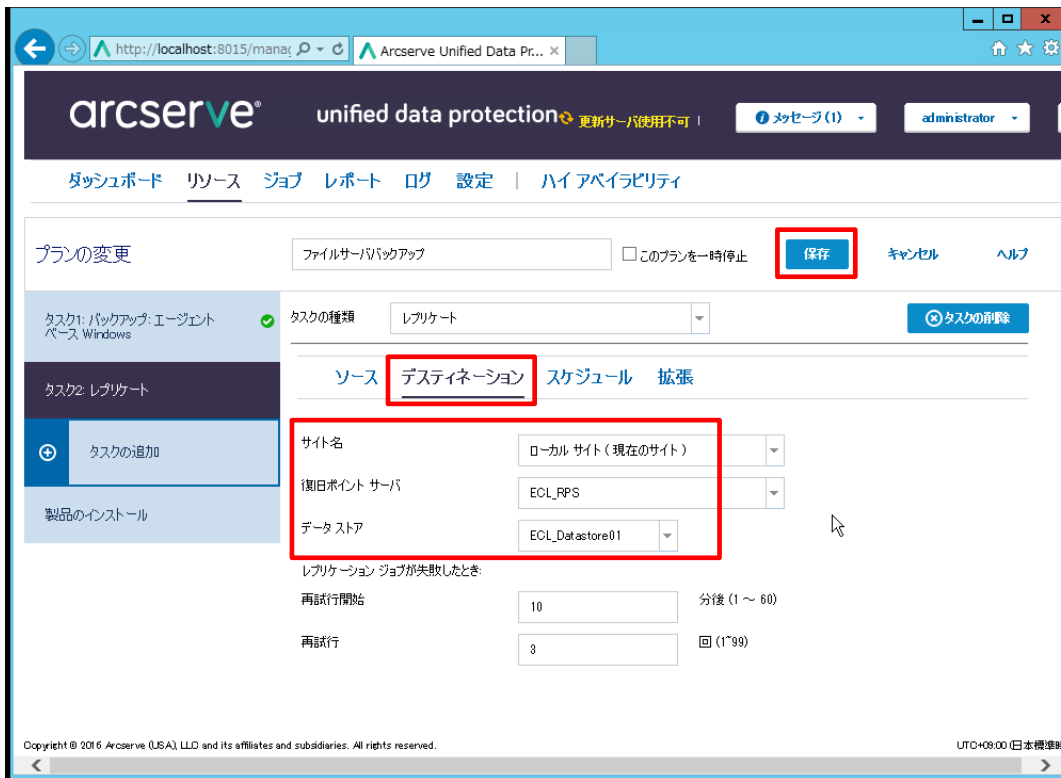 http://localhost:8015/manag
Arcserve Unified Data Pr...
arcserve® unified data protection 更新サーバ使用不可 | メッセージ (1) administrator
ダッシュボード リソース ジョブ レポート ログ 設定 | ハイ アベイラビリティ
プランの変更 ファイルサーババックアップ このプランを一時停止 保存 キャンセル ヘルプ
タスク1: バックアップ: エージェント
ベース Windows
タスクの種類 レプリケート タスクの削除
タスク2: レプリケート
タスクの追加
製品のインストール
ソース デスティネーション スケジュール 拡張
サイト名 ローカル サイト ( 現在のサイト )
復旧ポイント サーバ ECL_RPS
データ ストア ECL_Datastore01
レプリケーション ジョブが失敗したとき:
再試行開始 10 分後 (1 ～ 60)
再試行 3 回 (1~99)
Copyright © 2016 Arcserve (USA), LLC and its affiliates and subsidiaries. All rights reserved. UTC+09:00 (日本標準時